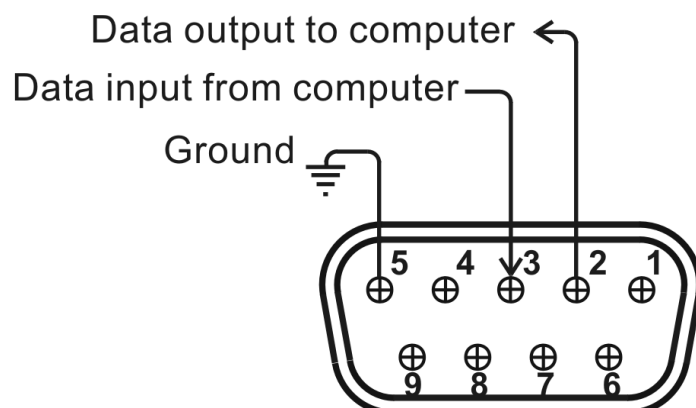 Data output to computer
Data input from computer
Ground
5 4 3 2 1
9 8 7 6